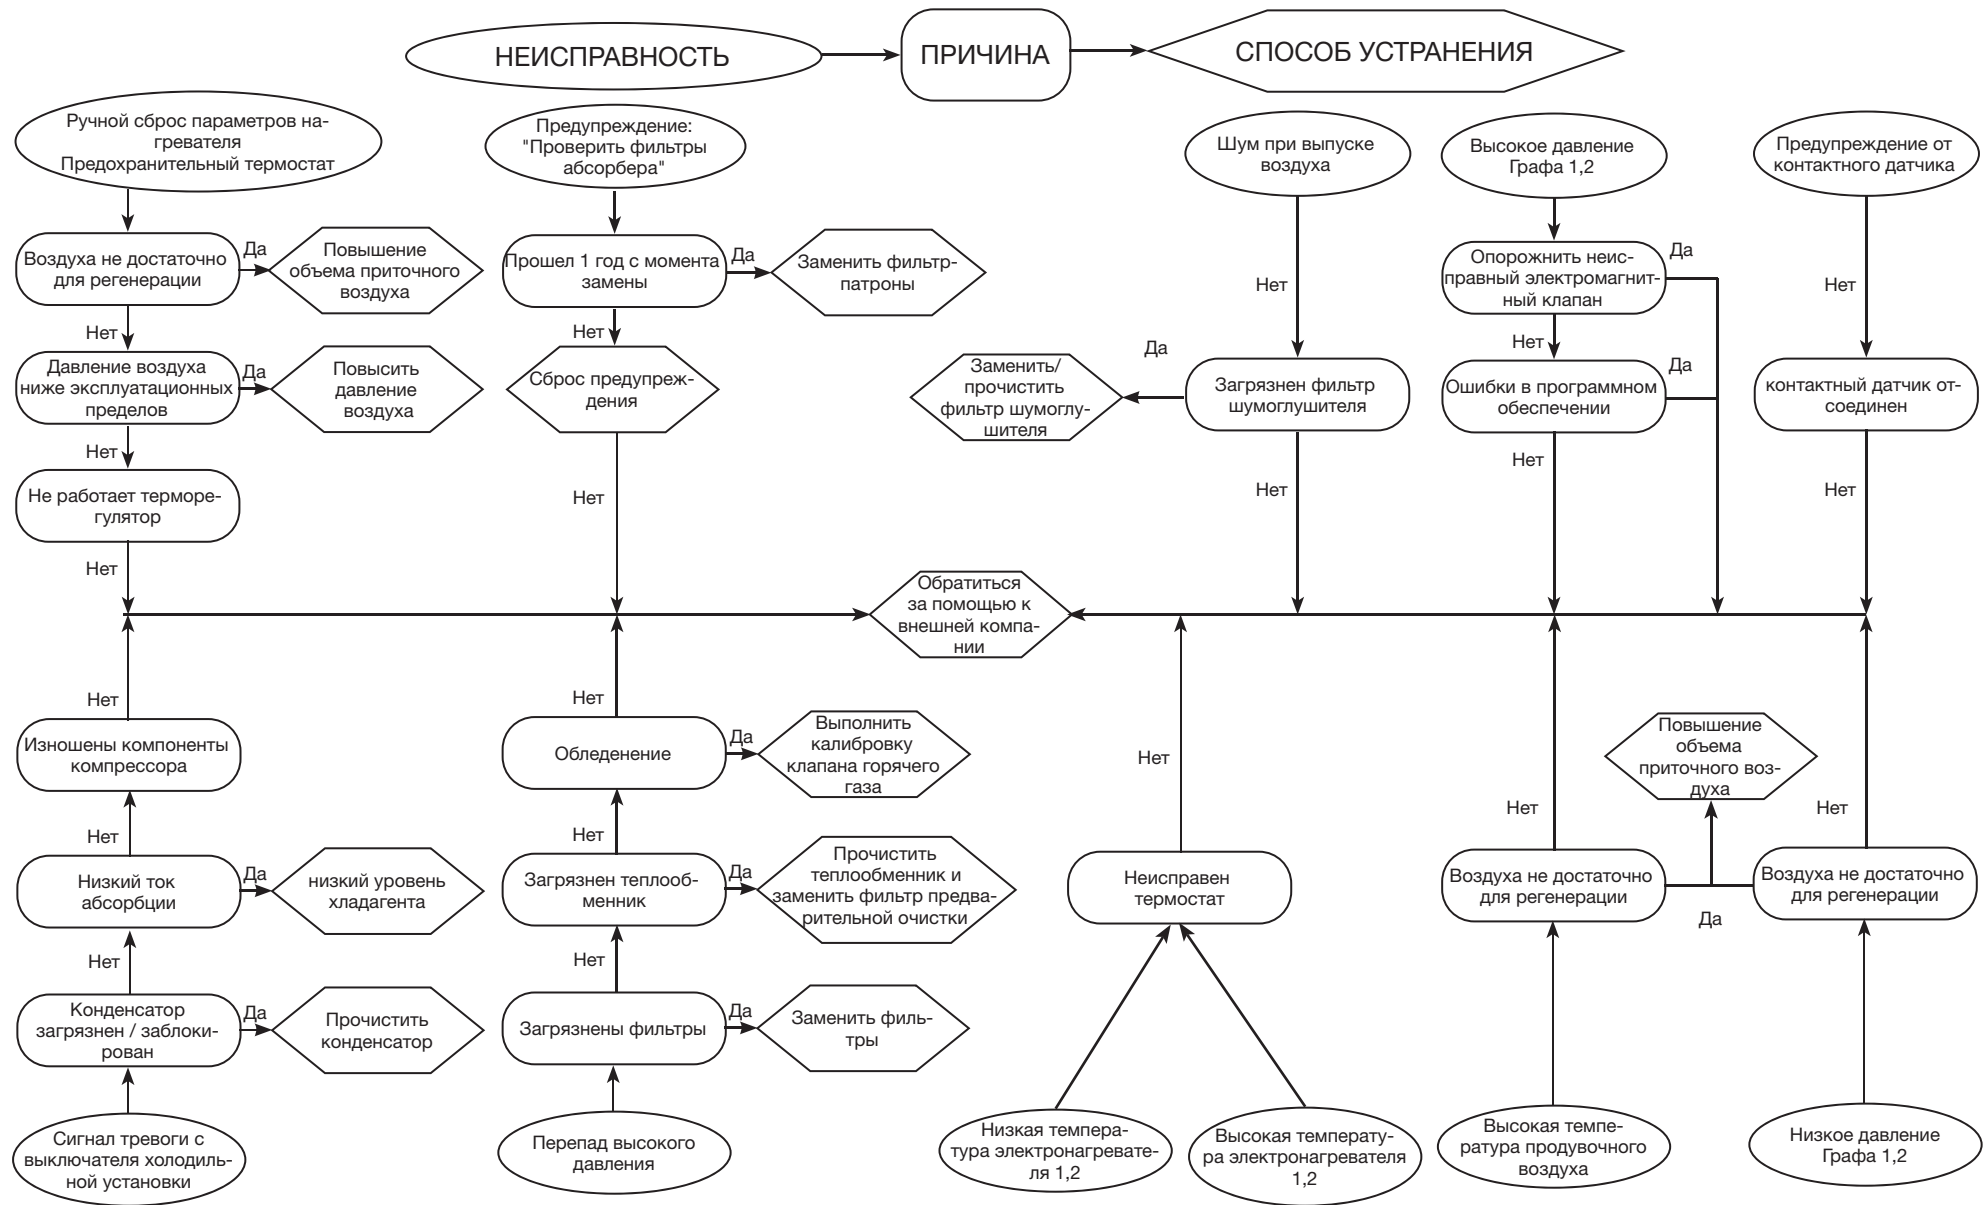 НЕИСПРАВНОСТЬ
ПРИЧИНА
СПОСОБ УСТРАНЕНИЯ
Ручной сброс параметров на-
гревателя
Предохранительный термостат
Воздуха не достаточно
для регенерации
Да
Повышение
объема приточного
воздуха
Нет
Давление воздуха
ниже эксплуатационных
пределов
Да
Повысить
давление
воздуха
Нет
Не работает терморе-
гулятор
Нет
Предупреждение:
"Проверить фильтры
абсорбера"
Прошел 1 год с момента
замены
Да
Заменить фильтр-
патроны
Нет
Сброс предупреж-
дения
Нет
Шум при выпуске
воздуха
Нет
Загрязнен фильтр
шумоглушителя
Да
Заменить/
прочистить
фильтр шумоглу-
шителя
Нет
Высокое давление
Графа 1,2
Опорожнить неис-
правный электромагнит-
ный клапан
Да
Нет
Ошибки в программном
обеспечении
Да
Нет
Предупреждение от
контактного датчика
Нет
контактный датчик от-
соединен
Нет
Обратиться
за помощью к
внешней компа-
нии
Нет
Изношены компоненты
компрессора
Нет
Низкий ток
абсорбции
Да
низкий уровень
хладагента
Нет
Конденсатор
загрязнен / заблоки-
рован
Да
Прочистить
конденсатор
Сигнал тревоги с
выключателя холодиль-
ной установки
Нет
Обледенение
Да
Выполнить
калибровку
клапана горячего
газа
Нет
Загрязнен теплооб-
менник
Да
Прочистить
теплообменник и
заменить фильтр предва-
рительной очистки
Нет
Загрязнены фильтры
Да
Заменить филь-
тры
Перепад высокого
давления
Нет
Неисправен
термостат
Низкая темпера-
тура электронагревате-
ля 1,2
Высокая температу-
ра электронагревателя
1,2
Нет
Воздуха не достаточно
для регенерации
Высокая темпе-
ратура продувочного
воздуха
Повышение
объема
приточного воз-
духа
Да
Нет
Воздуха не достаточно
для регенерации
Низкое давление
Графа 1,2